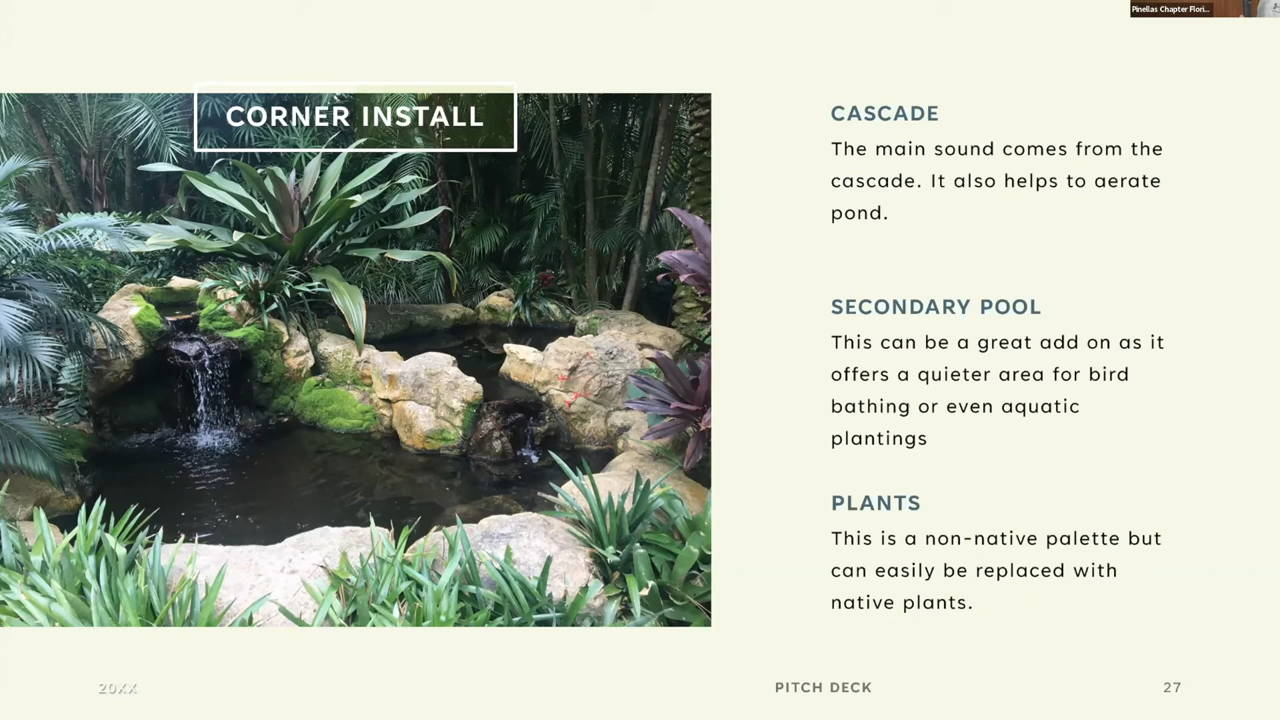 Pinellas Chapter Flori...
CORNER INSTALL
CASCADE
The main sound comes from the
cascade. It also helps to aerate
pond.
SECONDARY POOL
This can be a great add on as it
offers a quieter area for bird
bathing or even aquatic
plantings
PLANTS
This is a non-native palette but
can easily be replaced with
native plants.
20XX
PITCH DECK
27